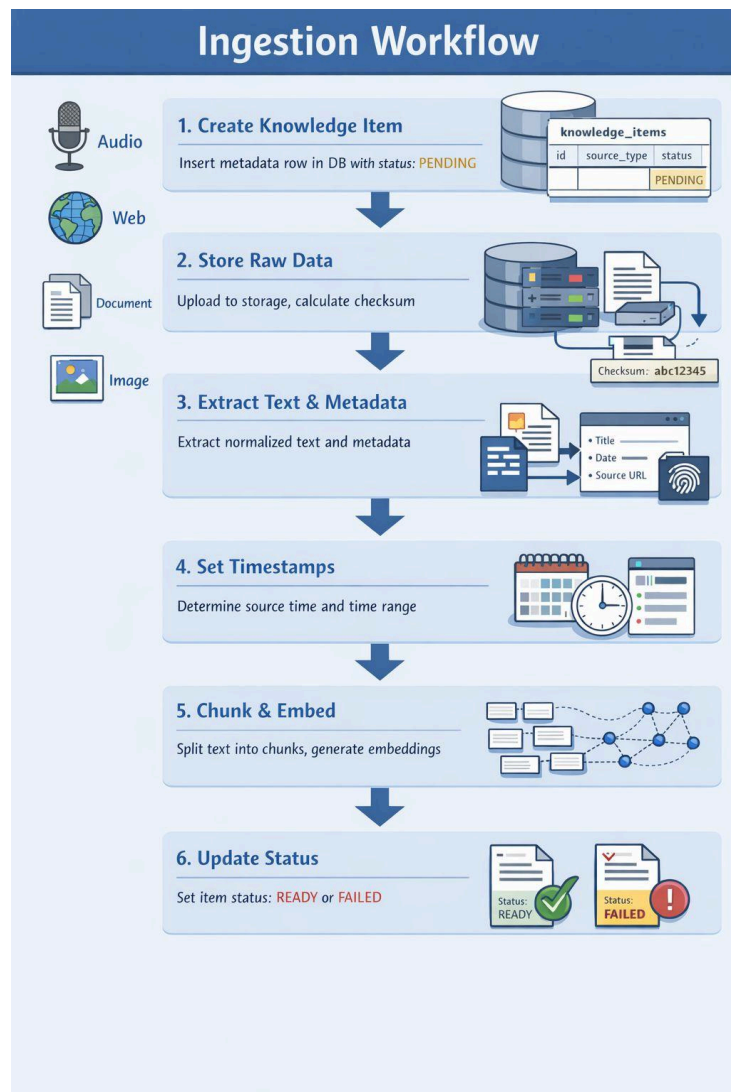 Ingestion Workflow
Audio
Web
Document
Image
1. Create Knowledge Item
Insert metadata row in DB with status: PENDING
knowledge_items
id source_type status
PENDING
2. Store Raw Data
Upload to storage, calculate checksum
Checksum: abc12345
3. Extract Text & Metadata
Extract normalized text and metadata
• Title
• Date
• Source URL
4. Set Timestamps
Determine source time and time range
5. Chunk & Embed
Split text into chunks, generate embeddings
6. Update Status
Set item status: READY or FAILED
Status:
READY
Status:
FAILED